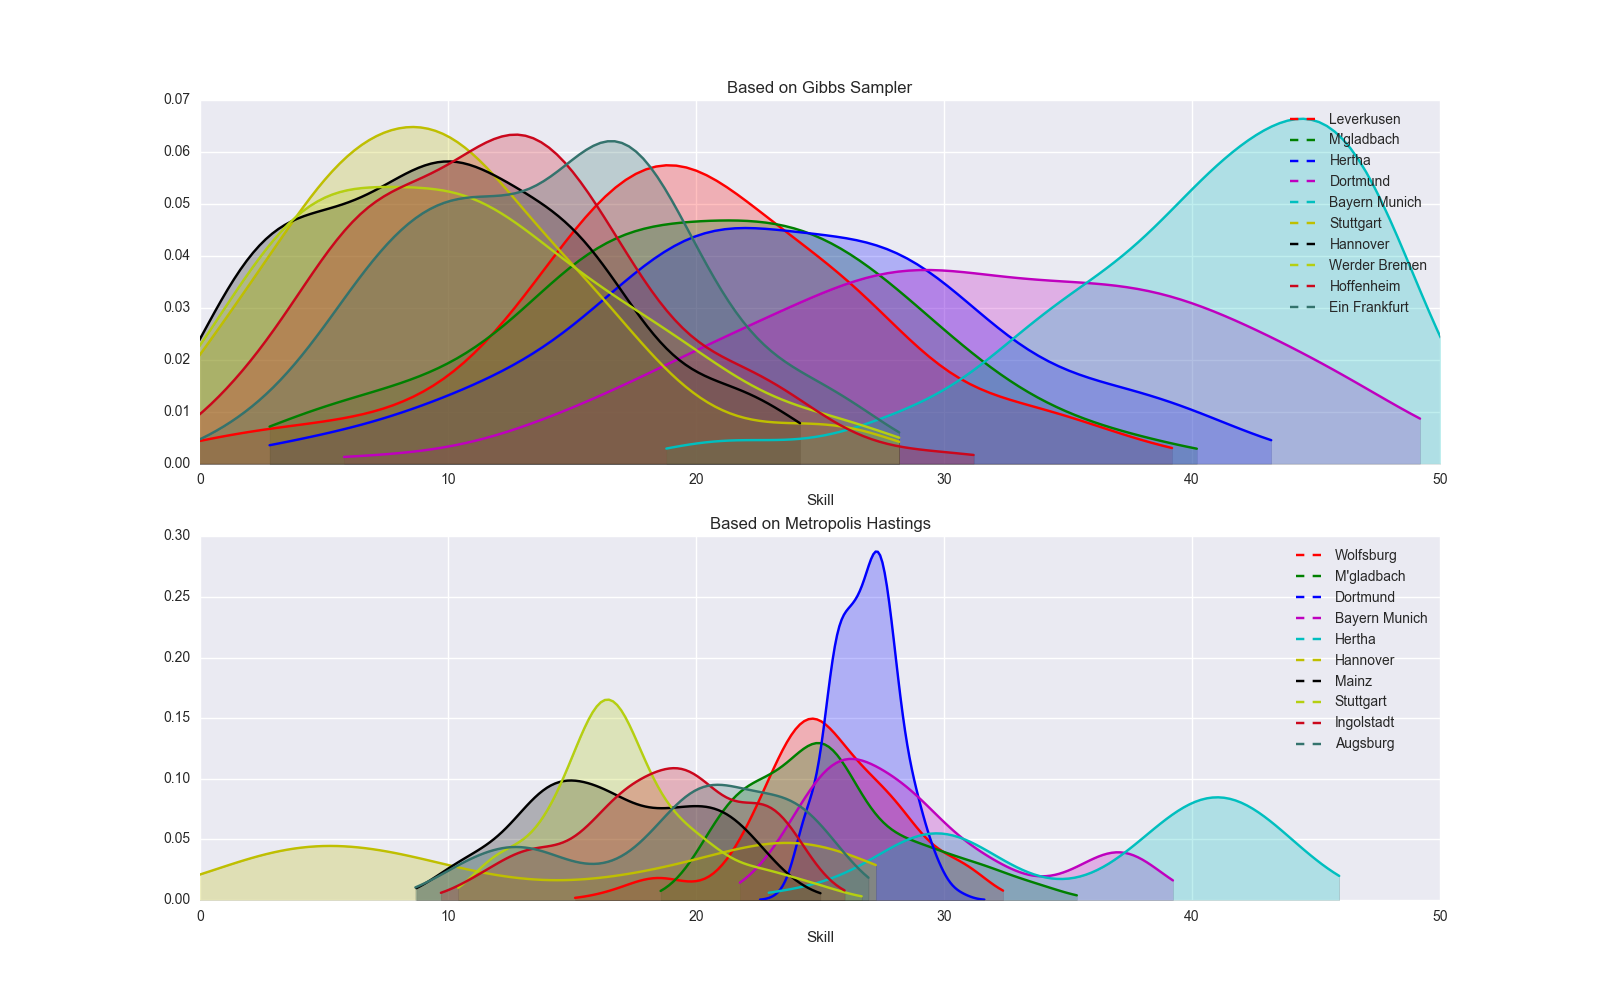 Based on Gibbs Sampler
0.07
0.06
0.05
0.04
0.03
0.02
0.01
0.00
Leverkusen
M'gladbach
Hertha
Dortmund
Bayern Munich
Stuttgart
Hannover
Werder Bremen
Hoffenheim
Ein Frankfurt
0 10 20 30 40 50
Skill
Based on Metropolis Hastings
0.30
0.25
0.20
0.15
0.10
0.05
0.00
Wolfsburg
M'gladbach
Dortmund
Bayern Munich
Hertha
Hannover
Mainz
Stuttgart
Ingolstadt
Augsburg
0 10 20 30 40 50
Skill